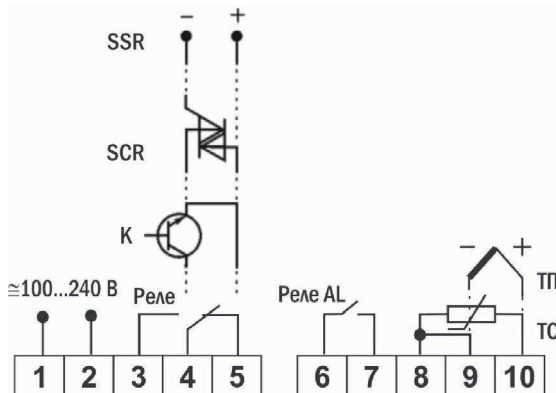 - +
SSR
SCR
K
≅100...240 В
Реле
Реле AL
- +
ТП
ТС
1 2 3 4 5 6 7 8 9 10